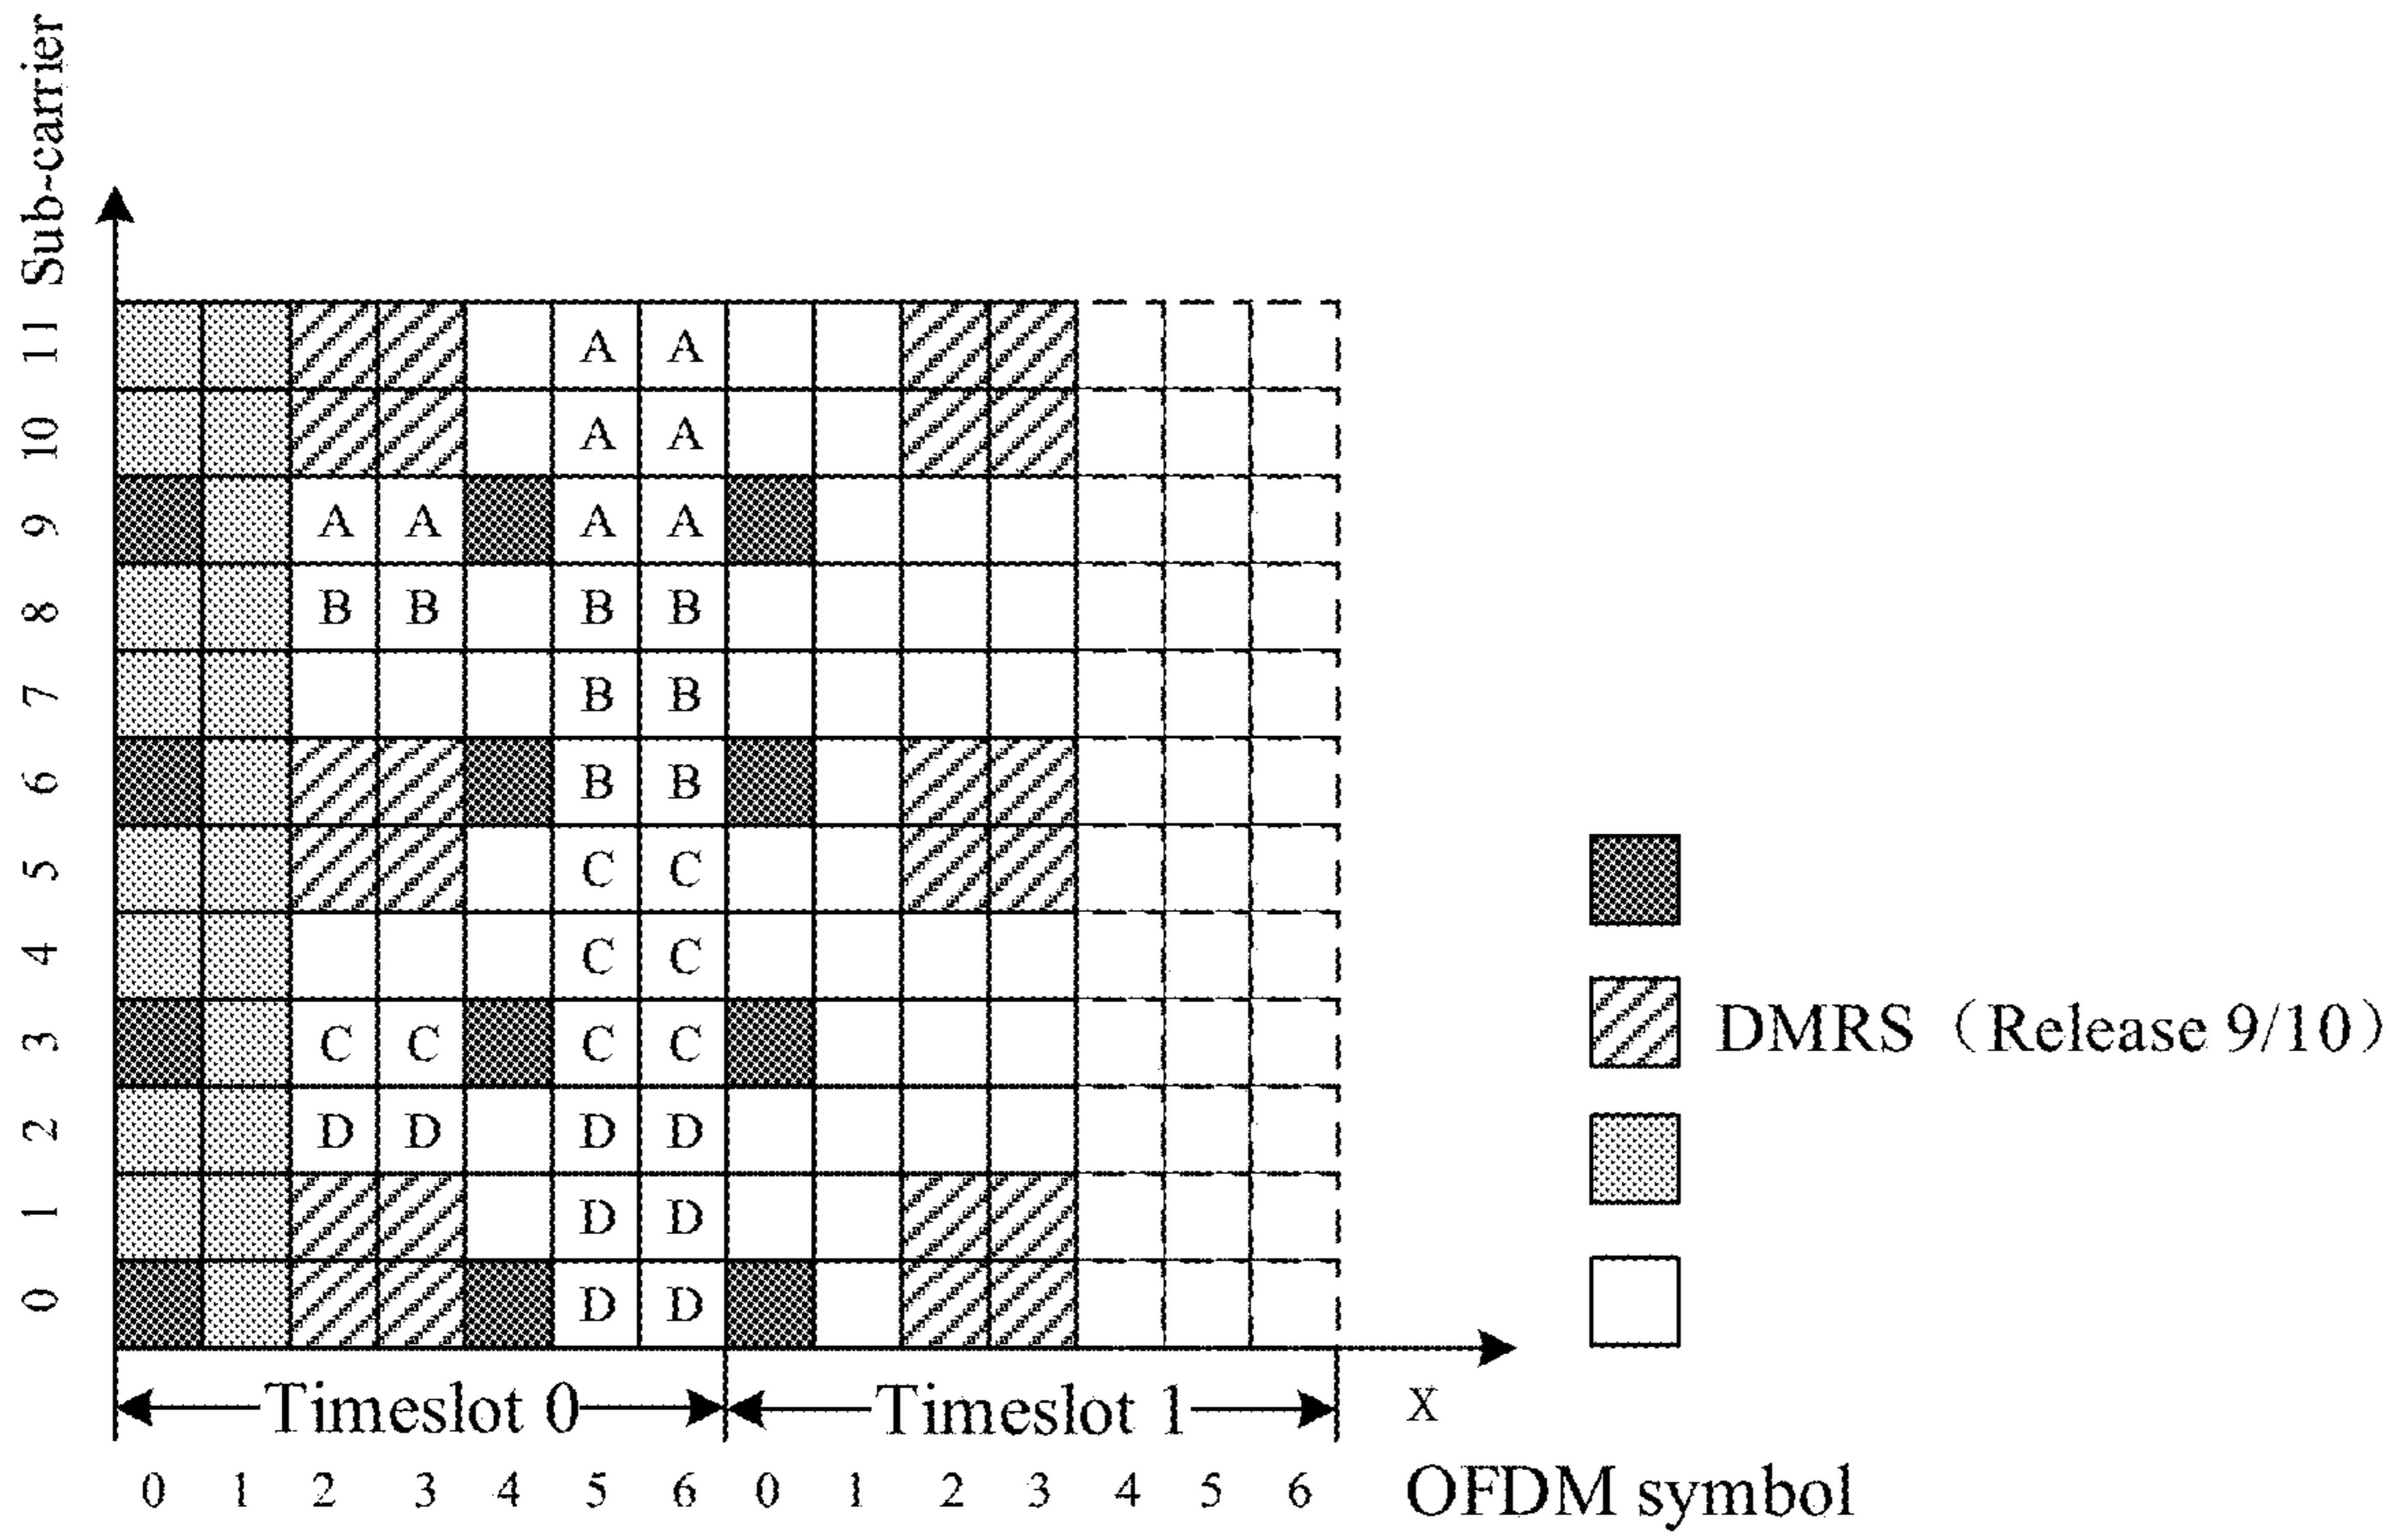 Sub-carrier
11 A A
10 A A
9 A A A A
8 B B B B
7 B B
6 B B
5 C C
4 C C
3 C C C C
2 D D D D
1 D D
0 D D
DMRS（Release 9/10）
Timeslot 0 Timeslot 1 X
0 1 2 3 4 5 6 0 1 2 3 4 5 6 OFDM symbol